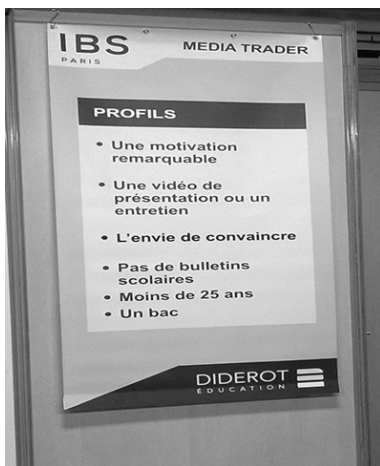 IBS
PARIS
MEDIA TRADER
PROFILS
• Une motivation
remarquable
• Une vidéo de
présentation ou un
entretien
• L'envie de convaincre
• Pas de bulletins
scolaires
• Moins de 25 ans
• Un bac
DIDEROT
EDUCATION